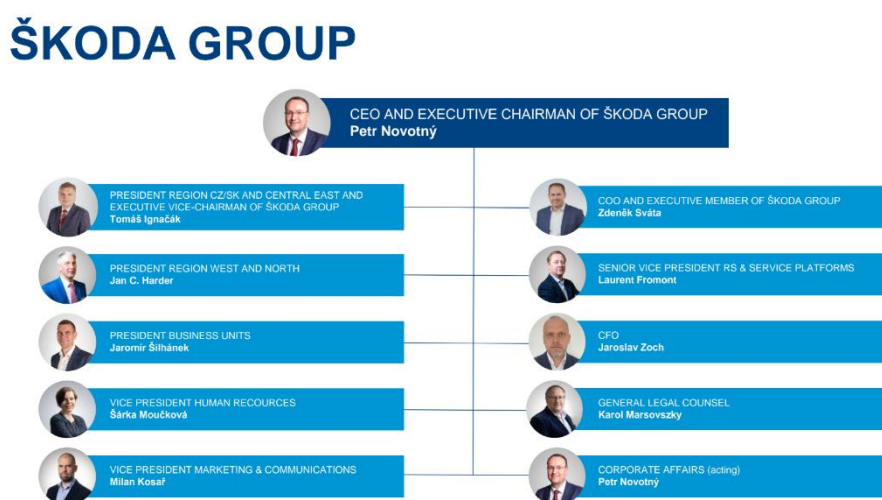 ŠKODA GROUP
CEO AND EXECUTIVE CHAIRMAN OF ŠKODA GROUP
Petr Novotný
PRESIDENT REGION CZ/SK AND CENTRAL EAST AND
EXECUTIVE VICE-CHAIRMAN OF ŠKODA GROUP
Tomáš Ignačák
PRESIDENT REGION WEST AND NORTH
Jan C. Harder
PRESIDENT BUSINESS UNITS
Jaromír Šilhánek
VICE PRESIDENT HUMAN RECOURCES
Šárka Moučková
VICE PRESIDENT MARKETING & COMMUNICATIONS
Milan Kosař
COO AND EXECUTIVE MEMBER OF ŠKODA GROUP
Zdeněk Sváta
SENIOR VICE PRESIDENT RS & SERVICE PLATFORMS
Laurent Fromont
CFO
Jaroslav Zoch
GENERAL LEGAL COUNSEL
Karol Marsovszky
CORPORATE AFFAIRS (acting)
Petr Novotný